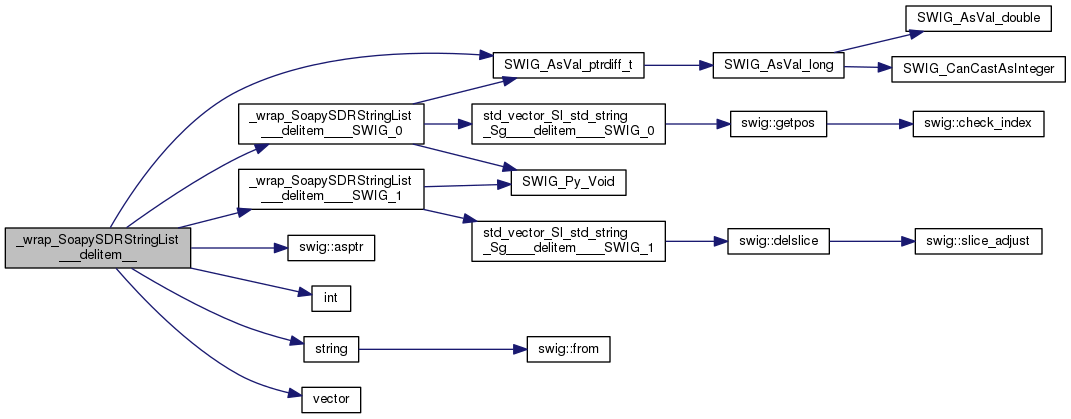 SWIG_AsVal_double
SWIG_AsVal_ptrdiff_t
SWIG_AsVal_long
SWIG_CanCastAsInteger
_wrap_SoapySDRStringList
___delitem____SWIG_0
std_vector_Sl_std_string
_Sg____delitem____SWIG_0
swig::getpos
swig::check_index
SWIG_Py_Void
_wrap_SoapySDRStringList
___delitem____SWIG_1
std_vector_Sl_std_string
_Sg____delitem____SWIG_1
swig::delslice
swig::slice_adjust
_wrap_SoapySDRStringList
___delitem__
swig::asptr
int
string
swig::from
vector